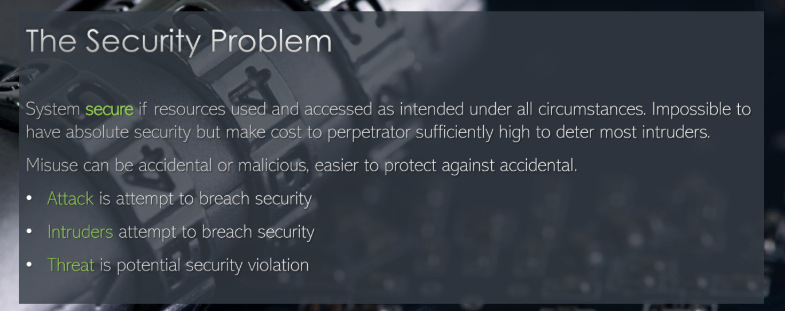 The Security Problem
System secure if resources used and accessed as intended under all circumstances. Impossible to
have absolute security but make cost to perpetrator sufficiently high to deter most intruders.
Misuse can be accidental or malicious, easier to protect against accidental.
• Attack is attempt to breach security
• Intruders attempt to breach security
• Threat is potential security violation